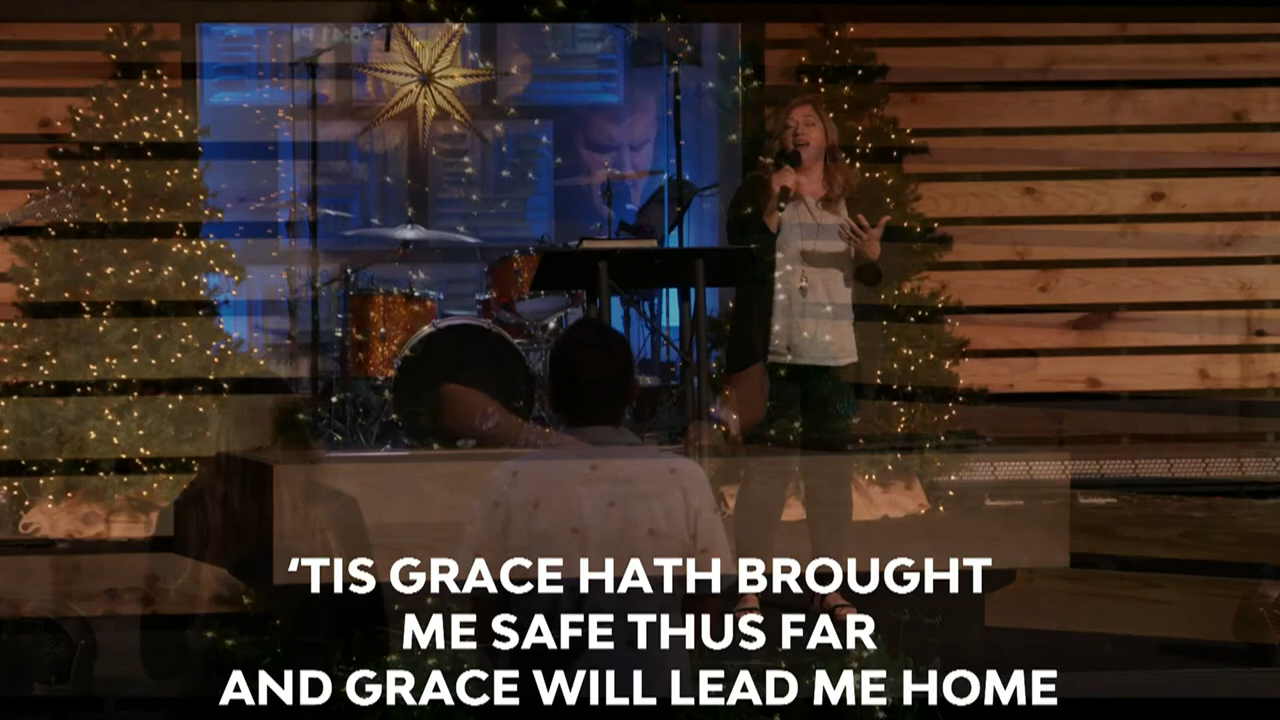 ‘TIS GRACE HATH BROUGHT
ME SAFE THUS FAR
AND GRACE WILL LEAD ME HOME